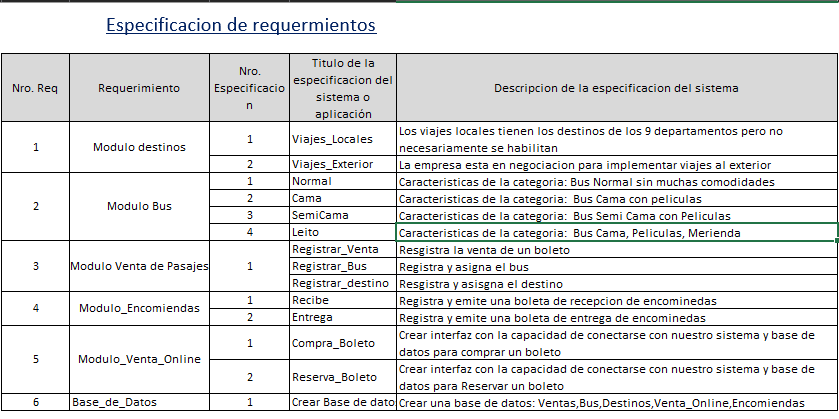 Especificacion de requermientos
Nro. Req
Requerimiento
Nro.
Especificacio
n
Titulo de la
especificacion del
sistema o
aplicación
Descripcion de la especificacion del sistema
1
Modulo destinos
1
Viajes_Locales
Los viajes locales tienen los destinos de los 9 departamentos pero no
necesariamente se habilitan
2
Viajes_Exterior
La empresa esta en negociacion para implementar viajes al exterior
2
Modulo Bus
1
Normal
Caracteristicas de la categoria: Bus Normal sin muchas comodidades
2
Cama
Caracteristicas de la categoria:  Bus Cama con peliculas
3
SemiCama
Caracteristicas de la categoria:  Bus Semi Cama con Peliculas
4
Leito
Caracteristicas de la categoria:  Bus Cama, Peliculas, Merienda
3
Modulo Venta de Pasajes
1
Registrar_Venta
Resgistra la venta de un boleto
Registrar_Bus
Registra y asigna el bus
Registrar_destino
Resgistra y asisgna el destino
4
Modulo_Encomiendas
1
Recibe
Registra y emite una boleta de recepcion de encominedas
2
Entrega
Registra y emite una boleta de entrega de encominedas
5
Modulo_Venta_Online
1
Compra_Boleto
Crear interfaz con la capacidad de conectarse con nuestro sistema y base de
datos para comprar un boleto
2
Reserva_Boleto
Crear interfaz con la capacidad de conectarse con nuestro sistema y base de
datos para Reservar un boleto
6
Base_de_Datos
1
Crear Base de dato
Crear una base de datos: Ventas,Bus,Destinos,Venta_Online,Encomiendas